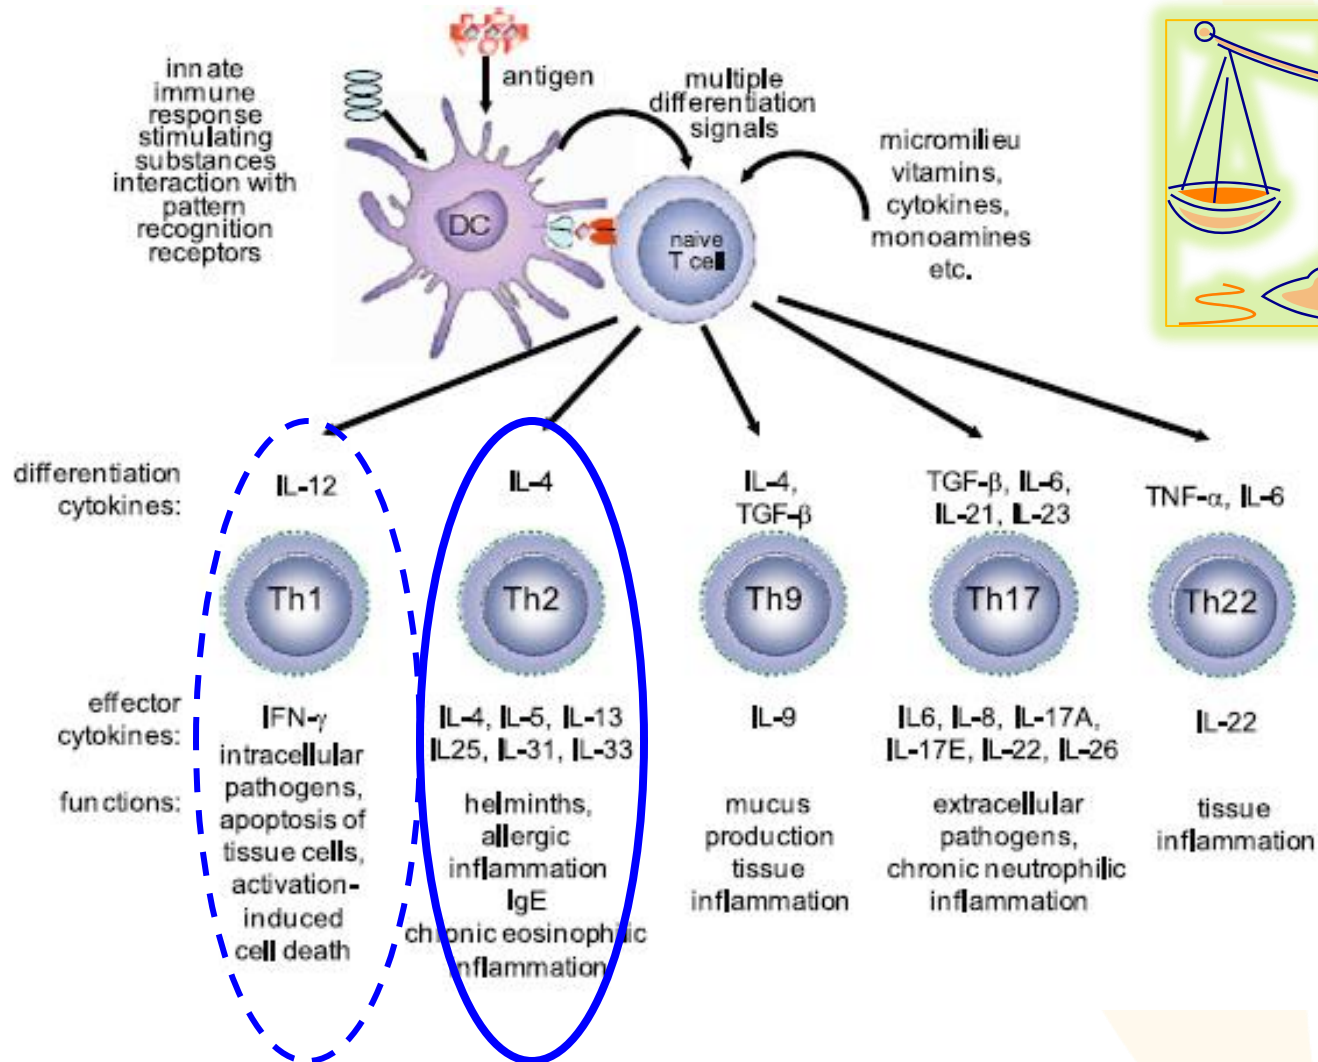 innate
immune
response
stimulating
substances
interaction with
pattern
recognition
receptors
antigen
multiple
differentiation
signals
micromilieu
vitamins,
cytokines,
monoamines
etc.
DC
naive
T cell
differentiation
cytokines:
IL-12
IL-4
IL-4,
TGF-β
TGF-β, IL-6,
IL-21, IL-23
TNF-α, IL-6
Th1
Th2
Th9
Th17
Th22
effector
cytokines:
IFN-γ
IL-4, IL-5, IL-13
IL25, IL-31, IL-33
IL-9
IL6, IL-8, IL-17A,
IL-17E, IL-22, IL-26
IL-22
functions:
intracellular
pathogens,
apoptosis of
tissue cells,
activation-
induced
cell death
helminths,
allergic
inflammation
IgE
chronic eosinophilic
inflammation
mucus
production
tissue
inflammation
extracellular
pathogens,
chronic neutrophilic
inflammation
tissue
inflammation